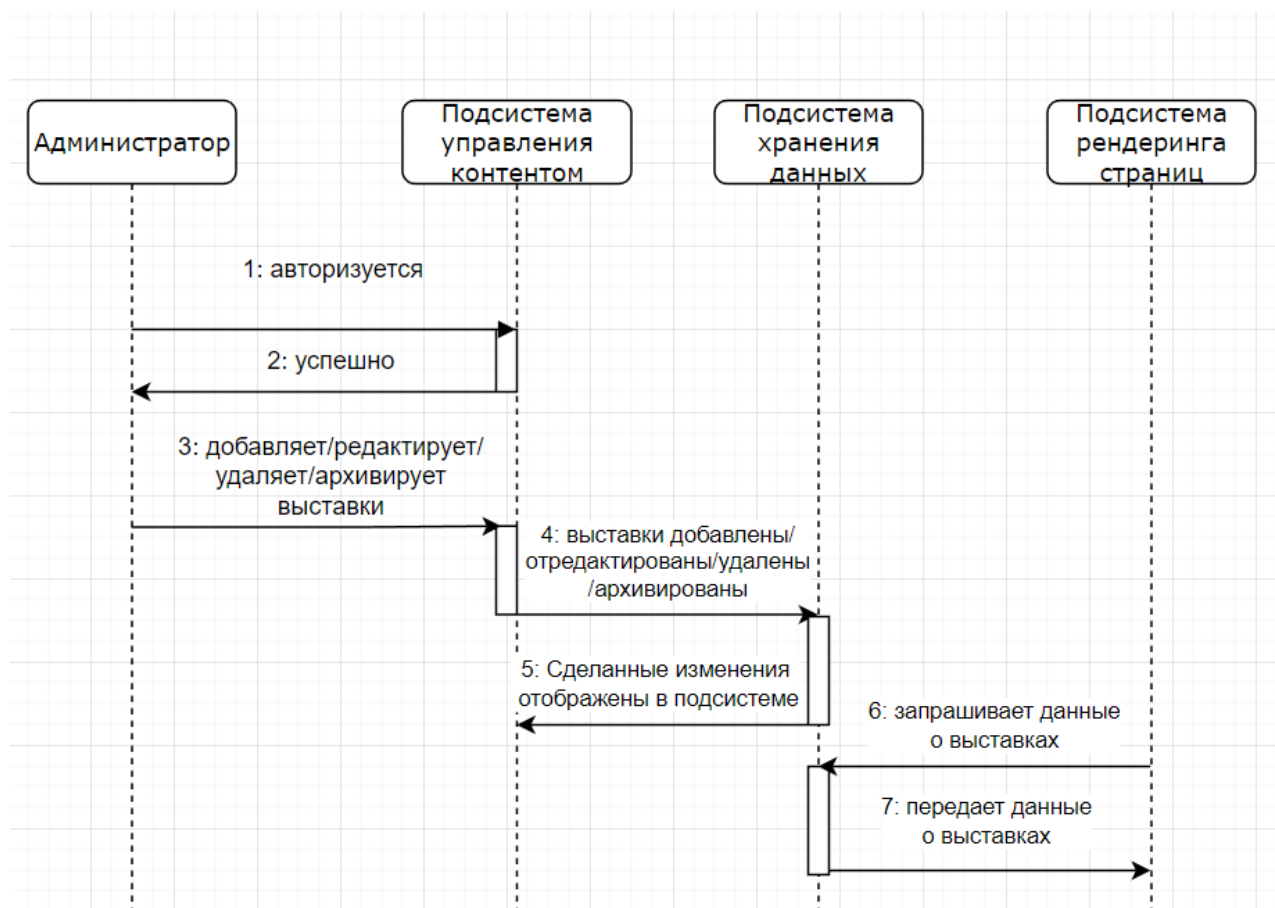 Администратор
Подсистема
управления
контентом
Подсистема
хранения
данных
Подсистема
рендеринга
страниц
1: авторизуется
2: успешно
3: добавляет/редактирует/
удаляет/архивирует
выставки
4: выставки добавлены/
отредактированы/удалены
/архивированы
5: Сделанные изменения
отображены в подсистеме
6: запрашивает данные
о выставках
7: передает данные
о выставках